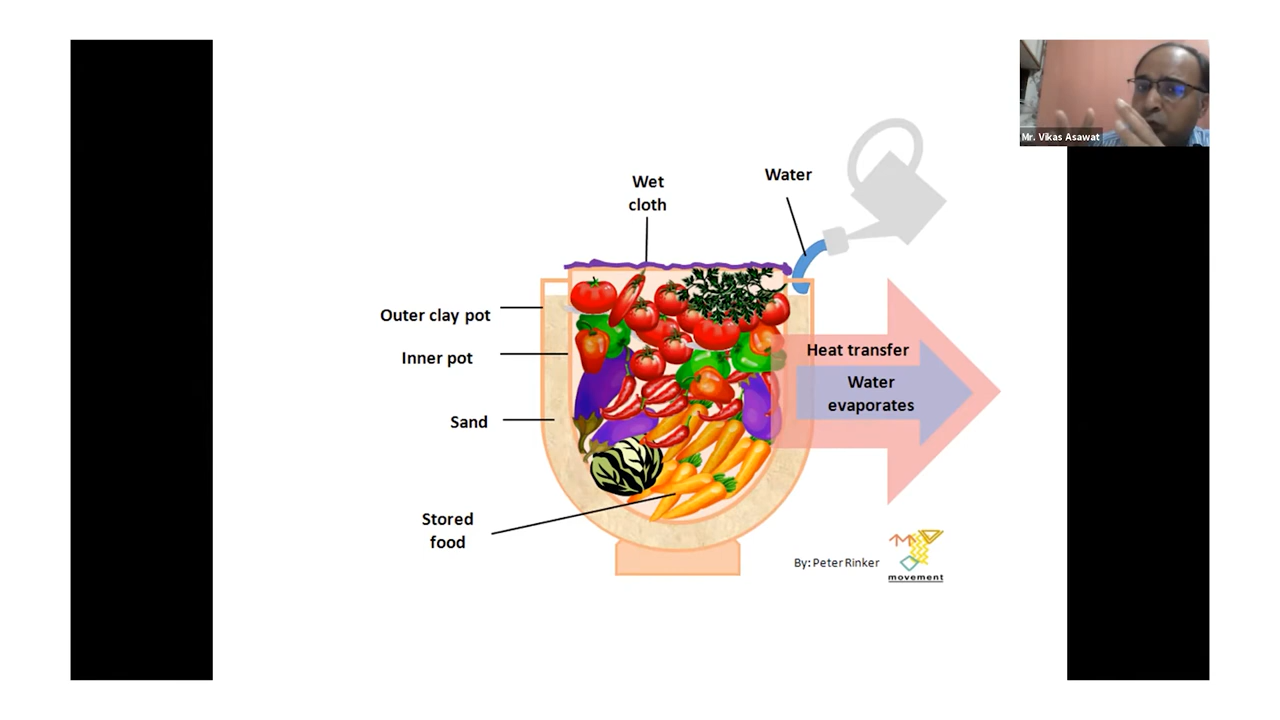 Mr. Vikas Asawat
Wet
cloth
Water
Outer clay pot
Inner pot
Sand
Stored
food
Heat transfer
Water
evaporates
By: Peter Rinker
movement